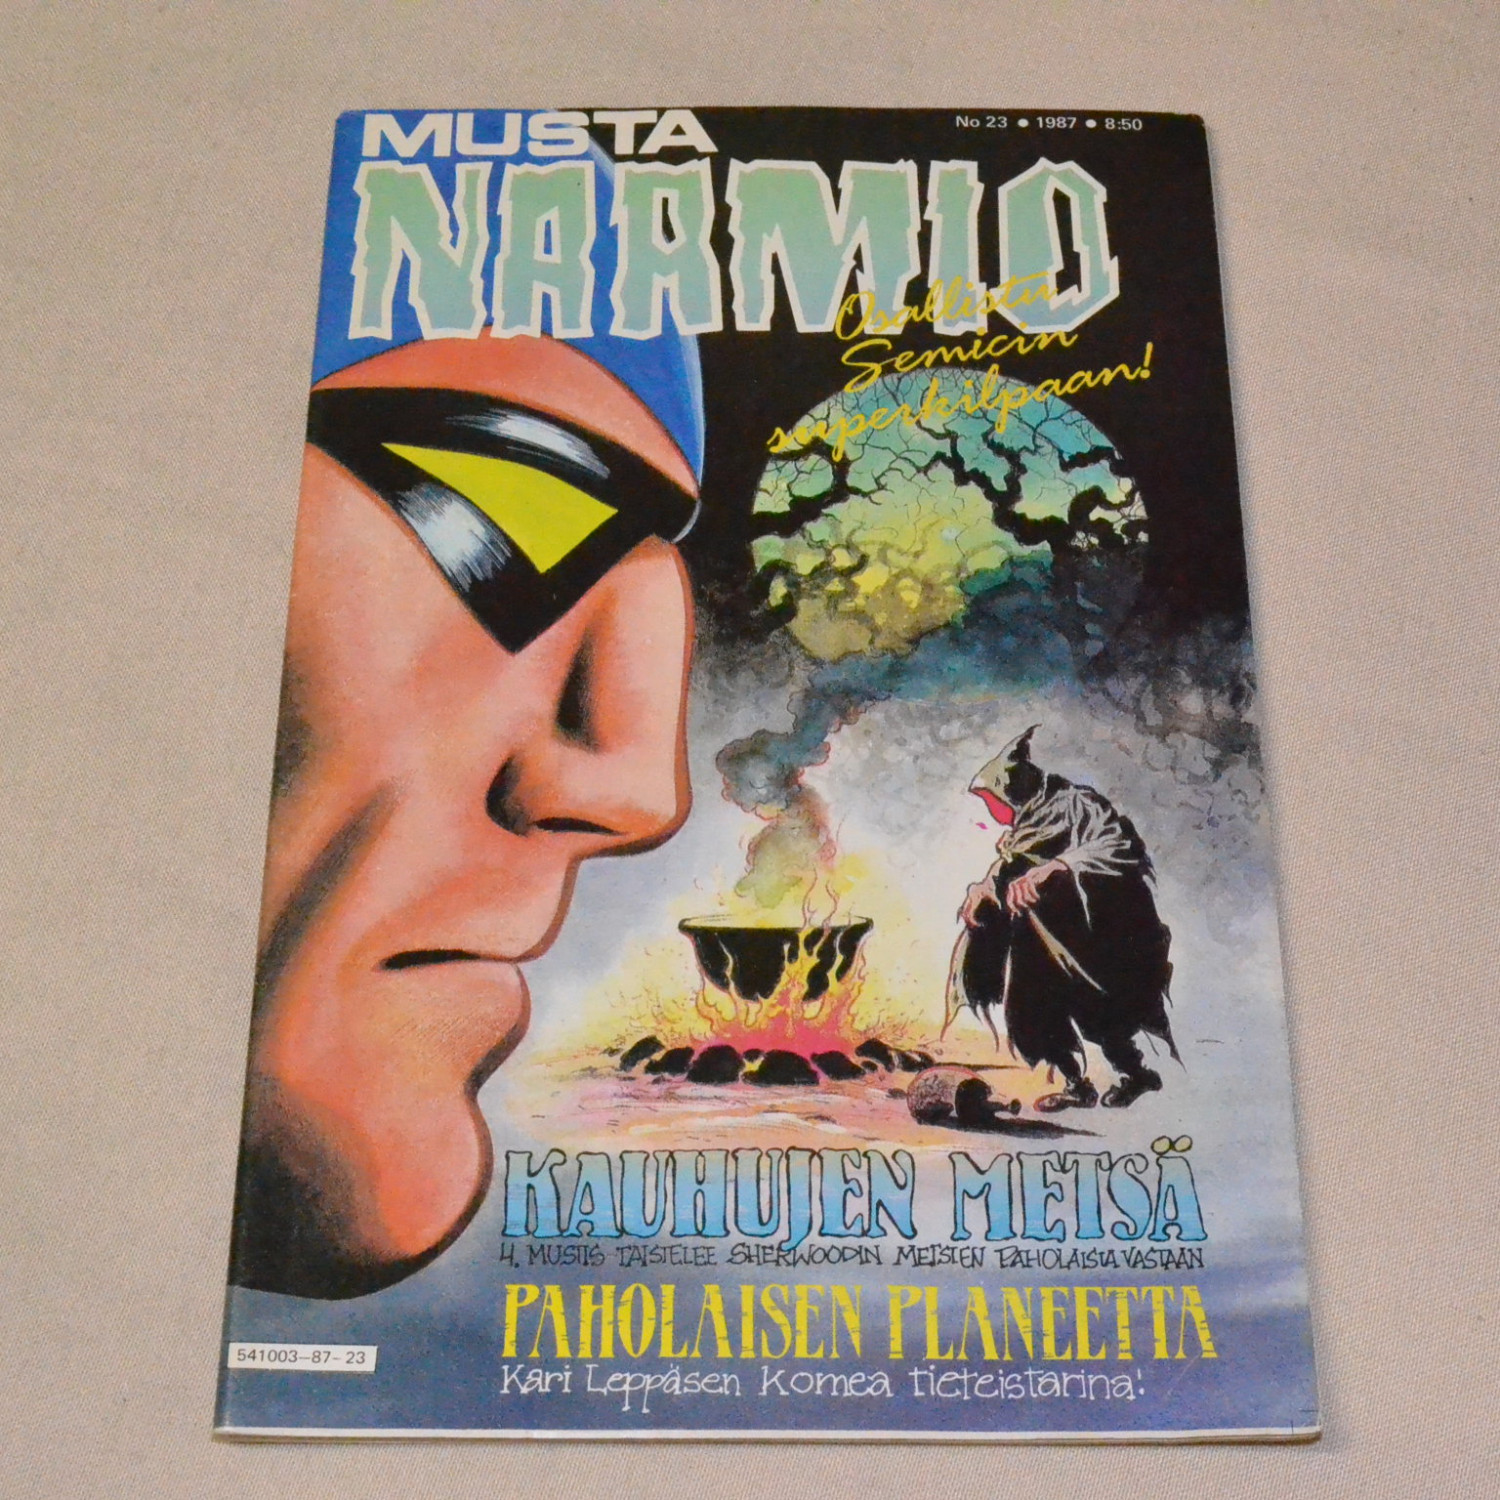 MUSTA
No 23 • 1987 • 8:50
NAAMIO
Osallistu
Semicin
superkilpaan!
KAUHUJEN METSÄ
4. MUSTIS TAISTELEE SHERWOODIN METSIEN PAHOLAISIA VASTAAN
PAHOLAISEN PLANEETTA
541003-87-23
Kari Leppäsen komea tieteistarina!